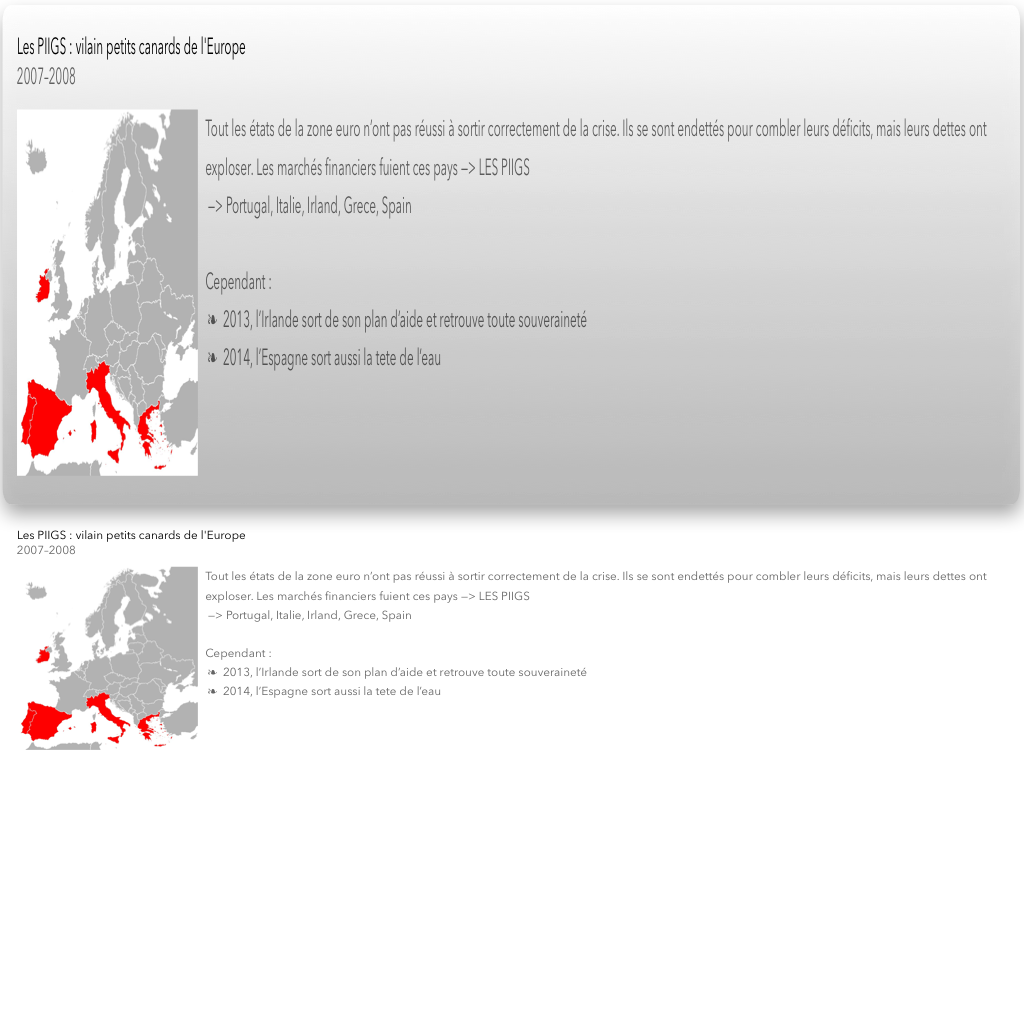 Les PIIGS : vilain petits canards de l'Europe
2007–2008
Tout les états de la zone euro n’ont pas réussi à sortir correctement de la crise. Ils se sont endettés pour combler leurs déficits, mais leurs dettes ont
exploser. Les marchés financiers fuient ces pays —> LES PIIGS
—> Portugal, Italie, Irland, Grece, Spain
Cependant :
❧ 2013, l’Irlande sort de son plan d’aide et retrouve toute souveraineté
❧ 2014, l’Espagne sort aussi la tete de l’eau
Les PIIGS : vilain petits canards de l'Europe
2007–2008
Tout les états de la zone euro n’ont pas réussi à sortir correctement de la crise. Ils se sont endettés pour combler leurs déficits, mais leurs dettes ont
exploser. Les marchés financiers fuient ces pays —> LES PIIGS
—> Portugal, Italie, Irland, Grece, Spain
Cependant :
❧ 2013, l’Irlande sort de son plan d’aide et retrouve toute souveraineté
❧ 2014, l’Espagne sort aussi la tete de l’eau